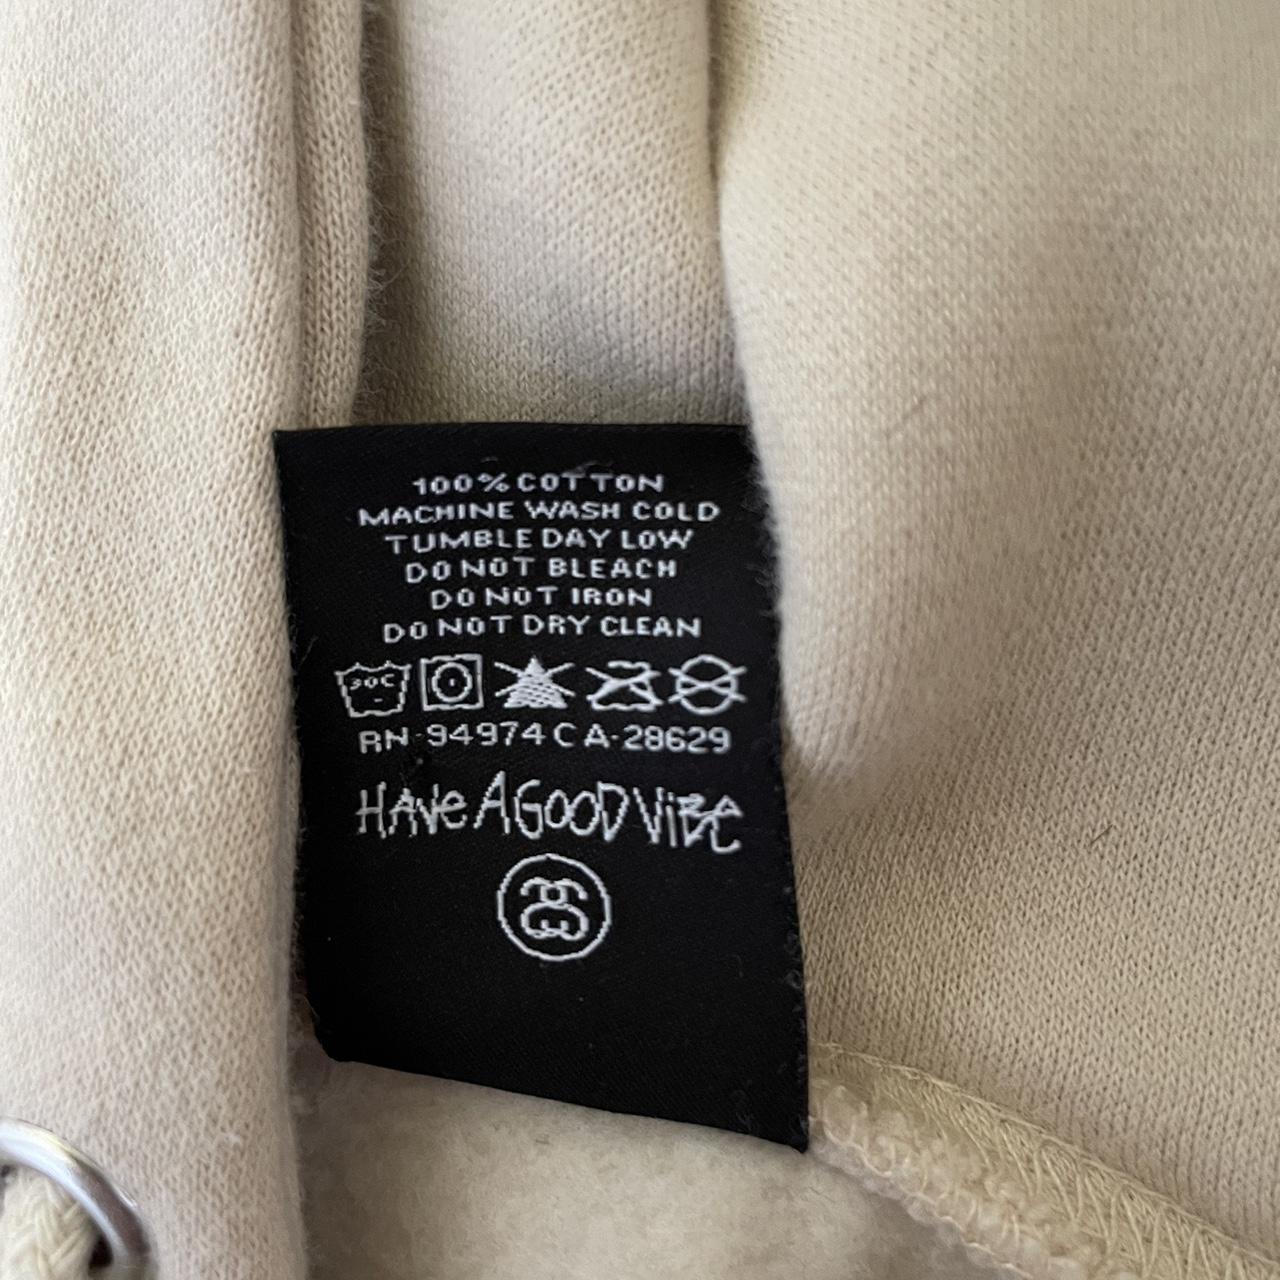 100% COTTON
MACHINE WASH COLD
TUMBLE DAY LOW
DO NOT BLEACH
DO NOT IRON
DO NOT DRY CLEAN
30C
RN-94974 CA-28629
HAVE A GOOD ViBE